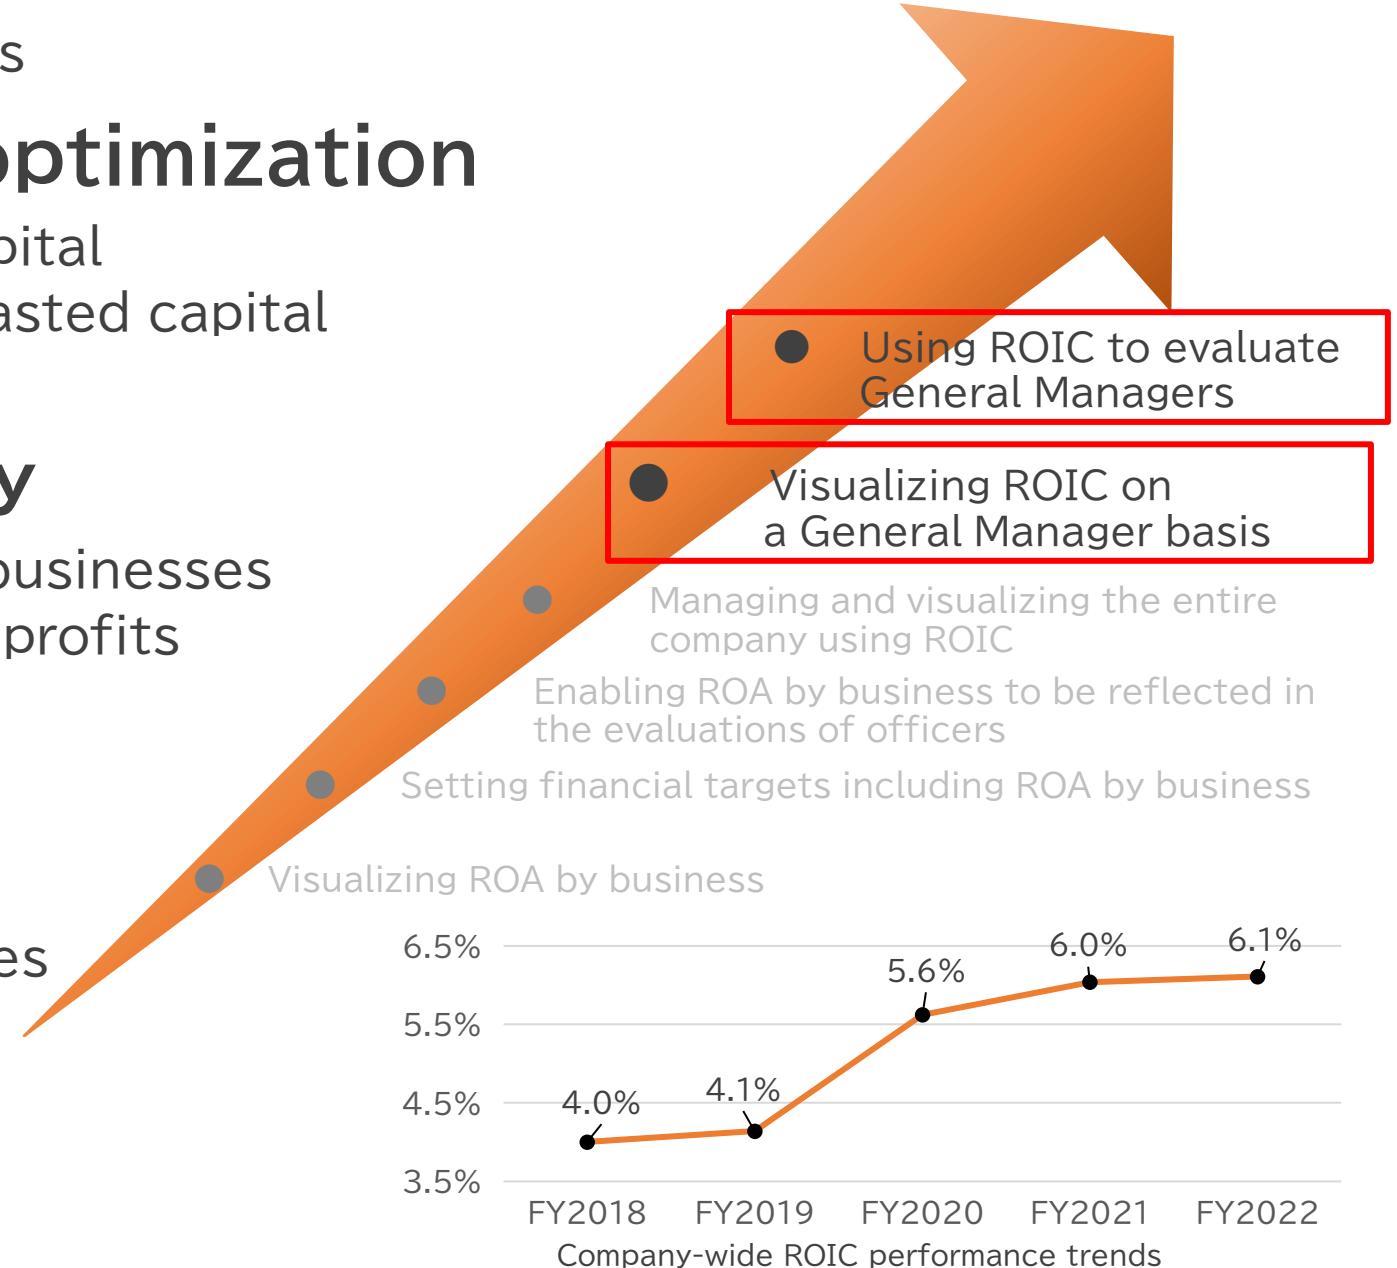 s
optimization
pital
asted capital
y
businesses
profits
es
Using ROIC to evaluate
General Managers
Visualizing ROIC on
a General Manager basis
Managing and visualizing the entire
company using ROIC
Enabling ROA by business to be reflected in
the evaluations of officers
Setting financial targets including ROA by business
Visualizing ROA by business
6.5%
5.5%
4.5%
3.5%
4.0%
4.1%
5.6%
6.0%
6.1%
FY2018 FY2019 FY2020 FY2021 FY2022
Company-wide ROIC performance trends